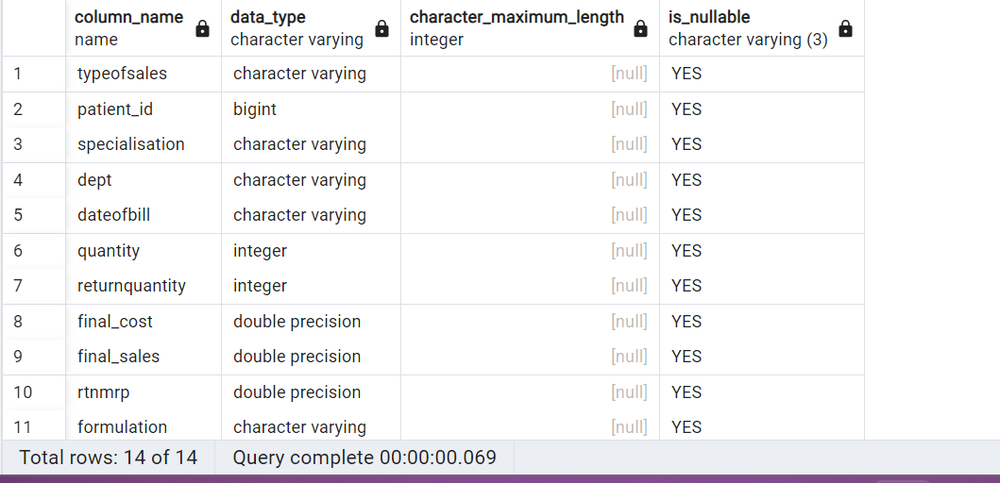 column_name data_type character_maximum_length is_nullable
name character varying integer character varying (3)
1 typeofsales character varying [null] YES
2 patient_id bigint [null] YES
3 specialisation character varying [null] YES
4 dept character varying [null] YES
5 dateofbill character varying [null] YES
6 quantity integer [null] YES
7 returnquantity integer [null] YES
8 final_cost double precision [null] YES
9 final_sales double precision [null] YES
10 rtnmrp double precision [null] YES
11 formulation character varying [null] YES
Total rows: 14 of 14 Query complete 00:00:00.069